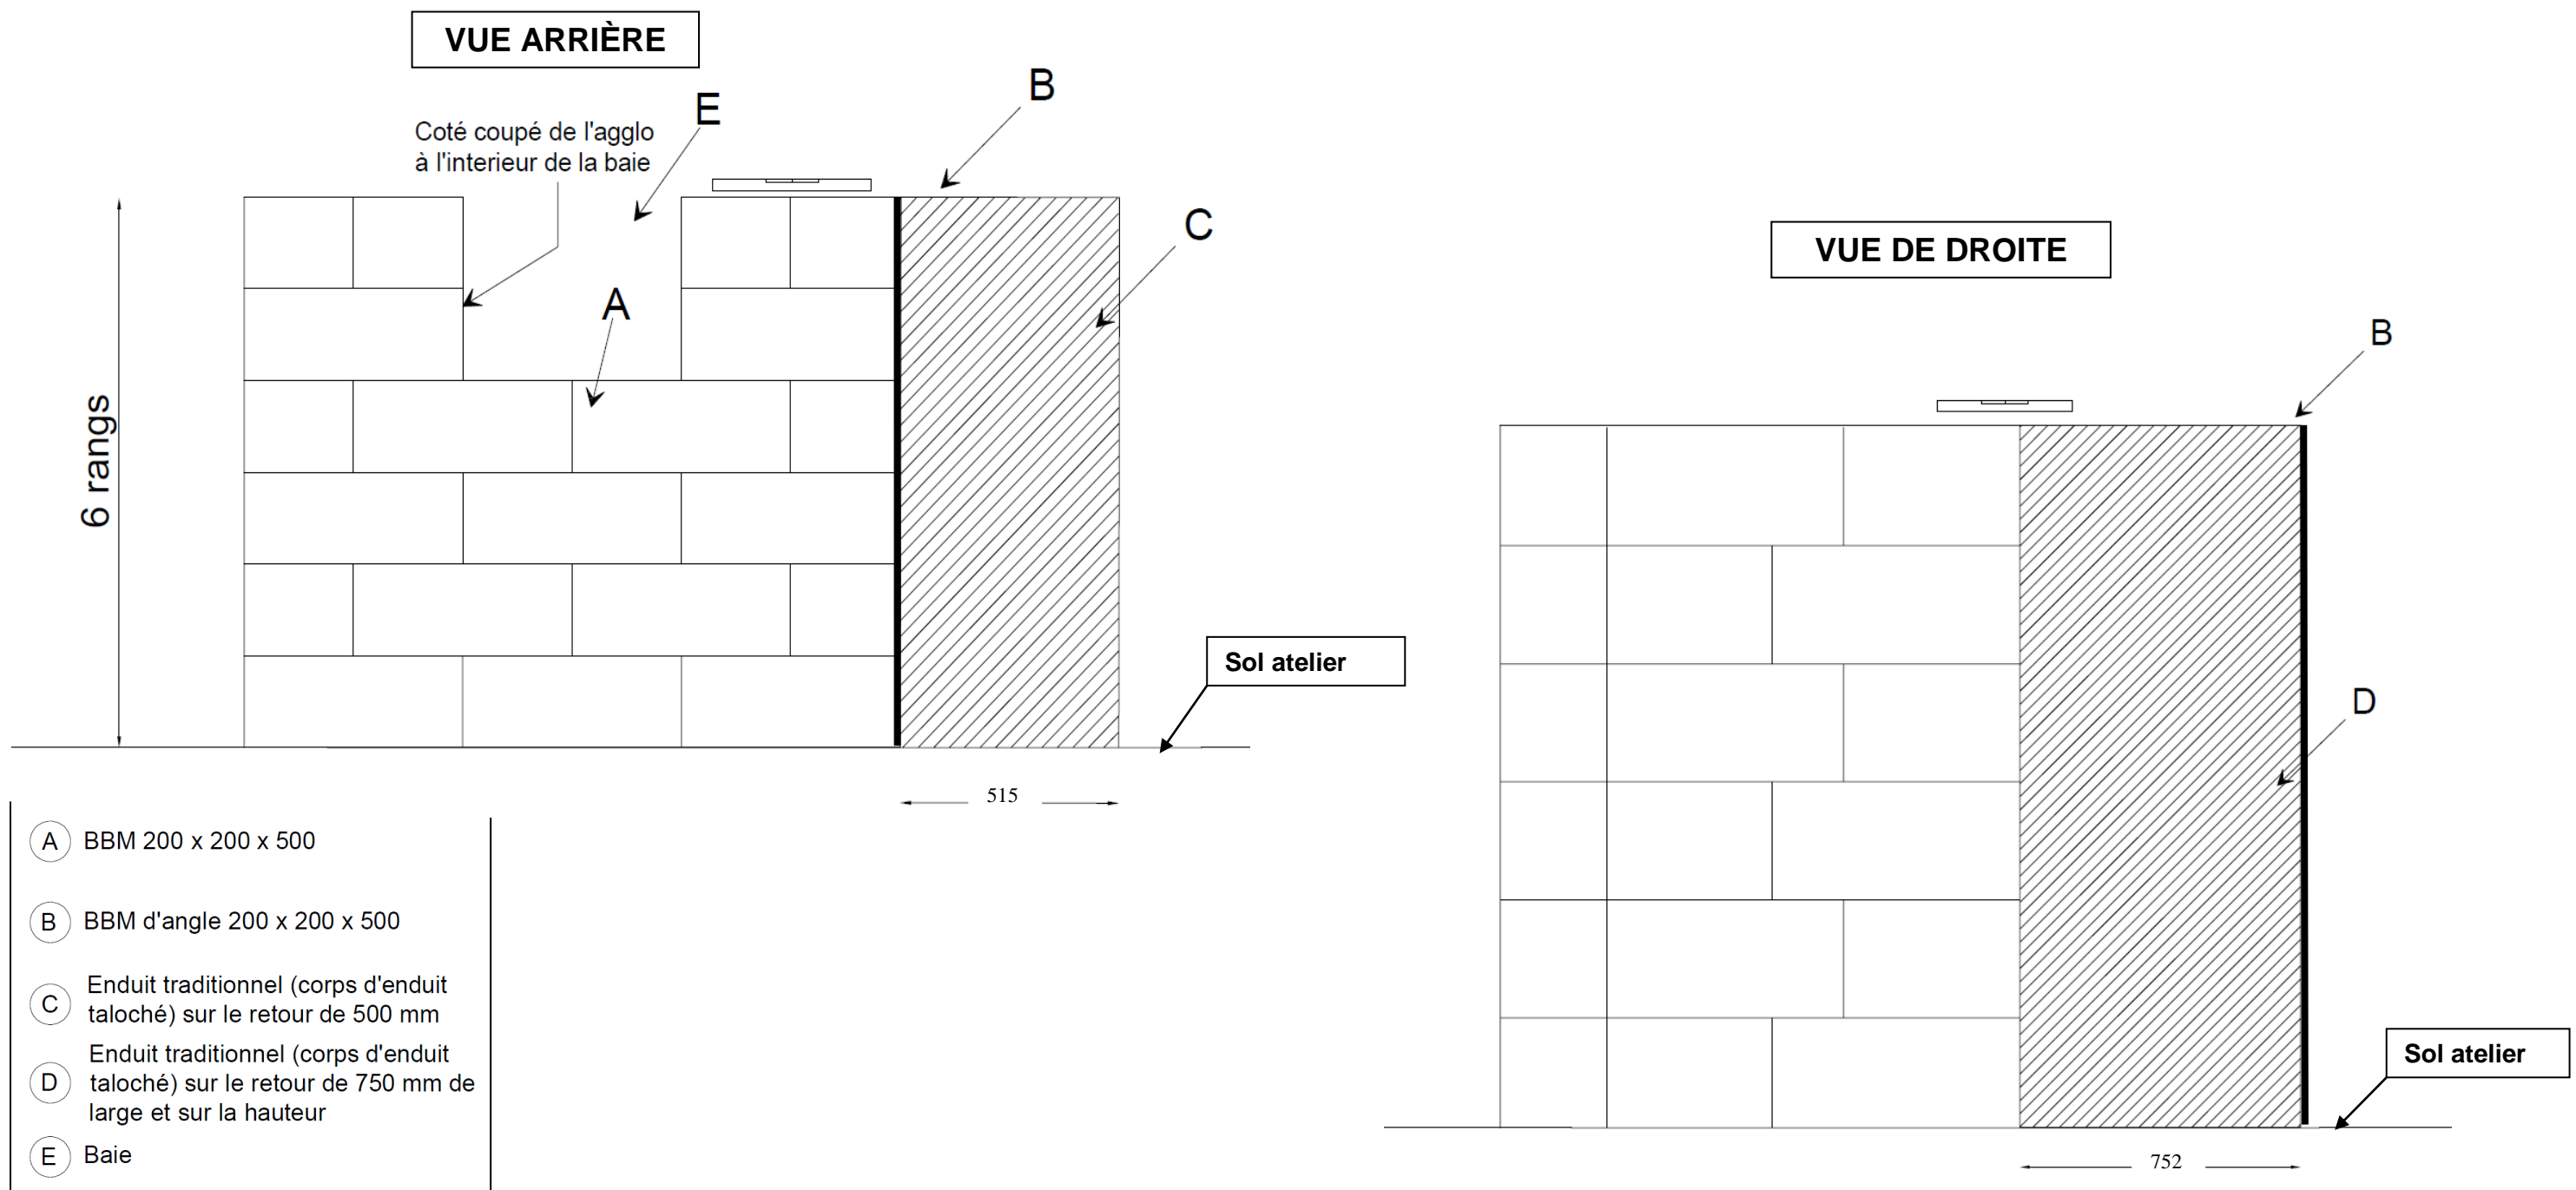 VUE ARRIÈRE
B
E
Coté coupé de l'agglo
à l'interieur de la baie
C
A
6 rangs
Sol atelier
515
VUE DE DROITE
B
D
Sol atelier
752
A BBM 200 x 200 x 500
B BBM d'angle 200 x 200 x 500
C Enduit traditionnel (corps d'enduit
taloché) sur le retour de 500 mm
D Enduit traditionnel (corps d'enduit
taloché) sur le retour de 750 mm de
large et sur la hauteur
E Baie